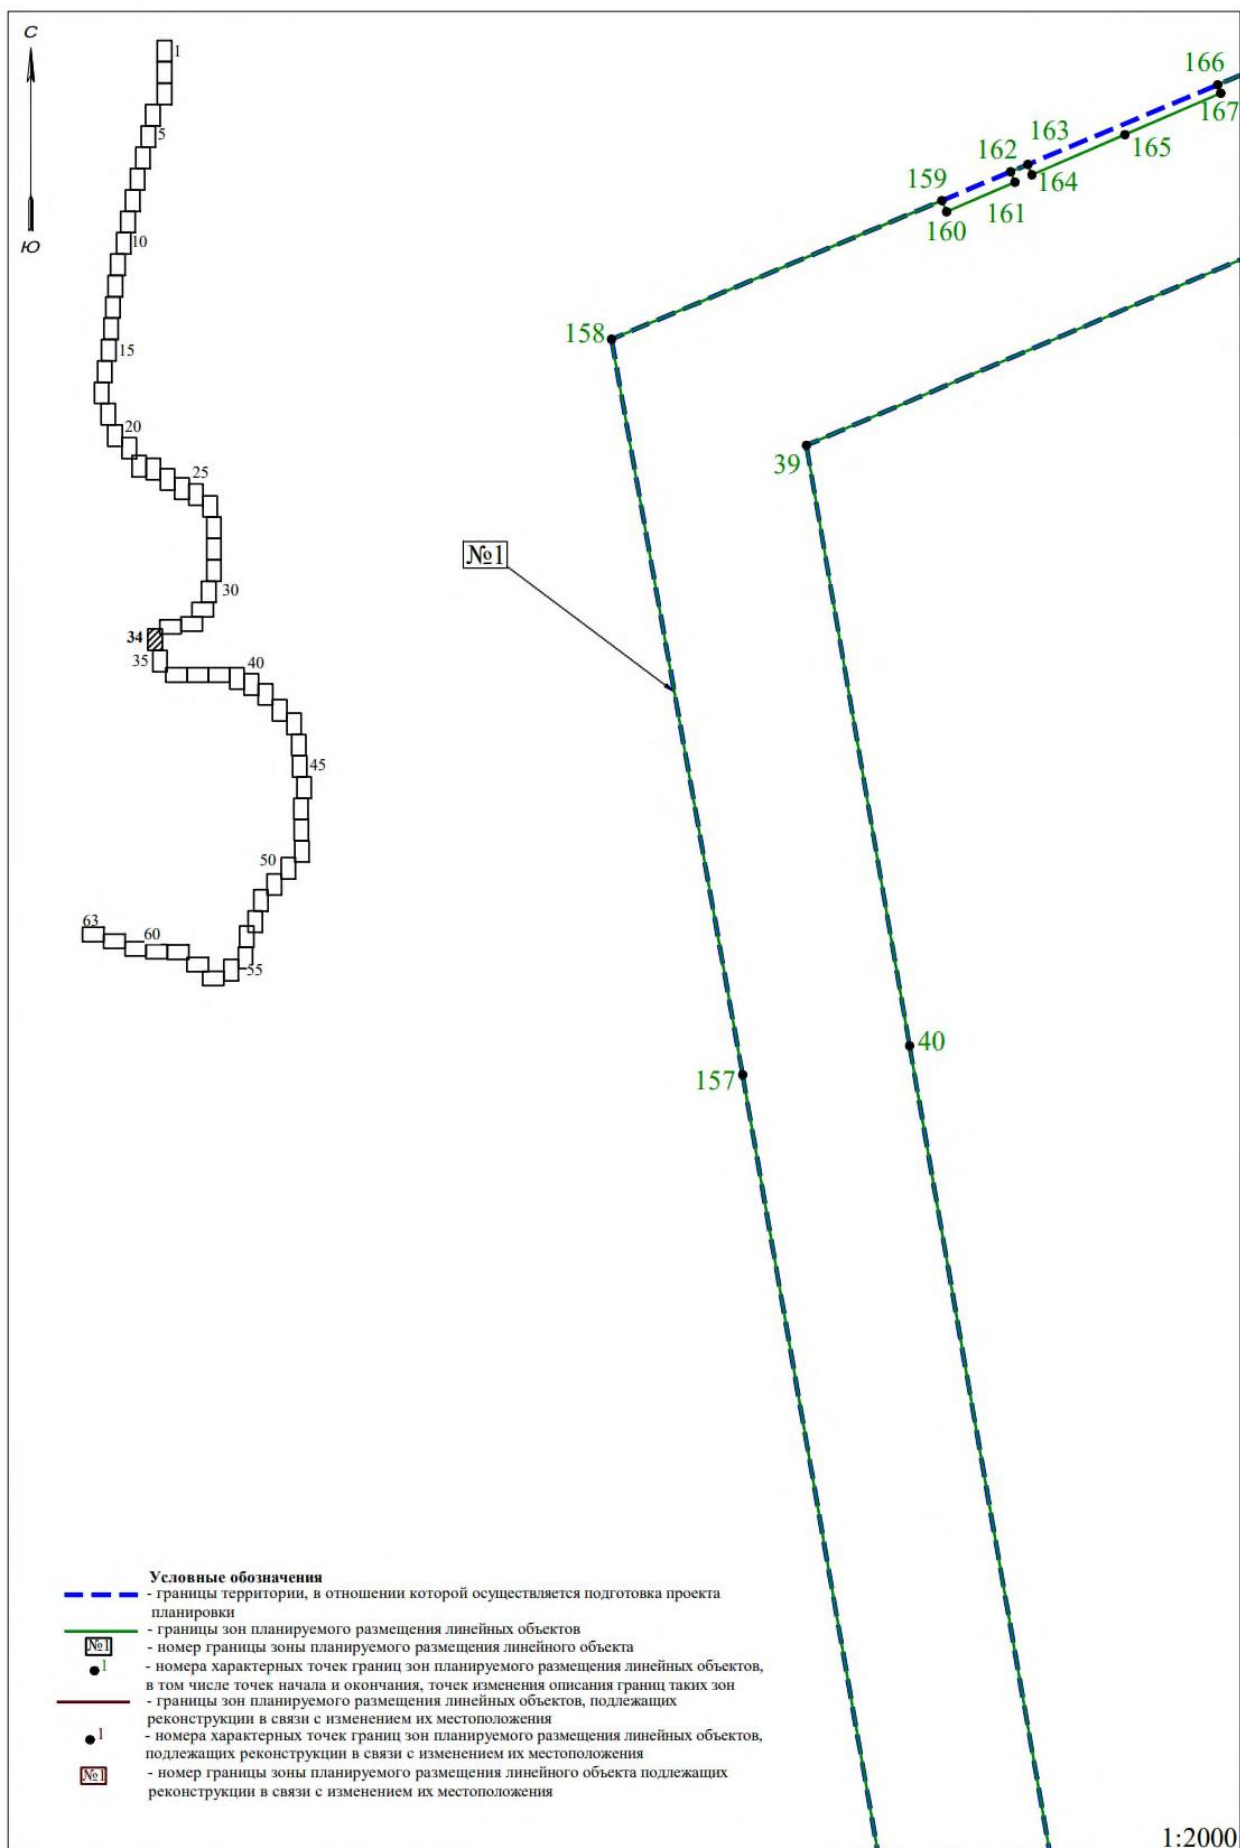 С
Ю
1
5
10
15
20
25
30
34
35
40
45
50
55
60
63
166
167
163
165
162
164
159
161
160
158
39
№1
40
157
Условные обозначения
- границы территории, в отношении которой осуществляется подготовка проекта
планировки
- границы зон планируемого размещения линейных объектов
№1 - номер границы зоны планируемого размещения линейного объекта
1 - номера характерных точек границ зон планируемого размещения линейных объектов,
в том числе точек начала и окончания, точек изменения описания границ таких зон
- границы зон планируемого размещения линейных объектов, подлежащих
реконструкции в связи с изменением их местоположения
1 - номера характерных точек границ зон планируемого размещения линейных объектов,
подлежащих реконструкции в связи с изменением их местоположения
№1 - номер границы зоны планируемого размещения линейного объекта подлежащих
реконструкции в связи с изменением их местоположения
1:2000